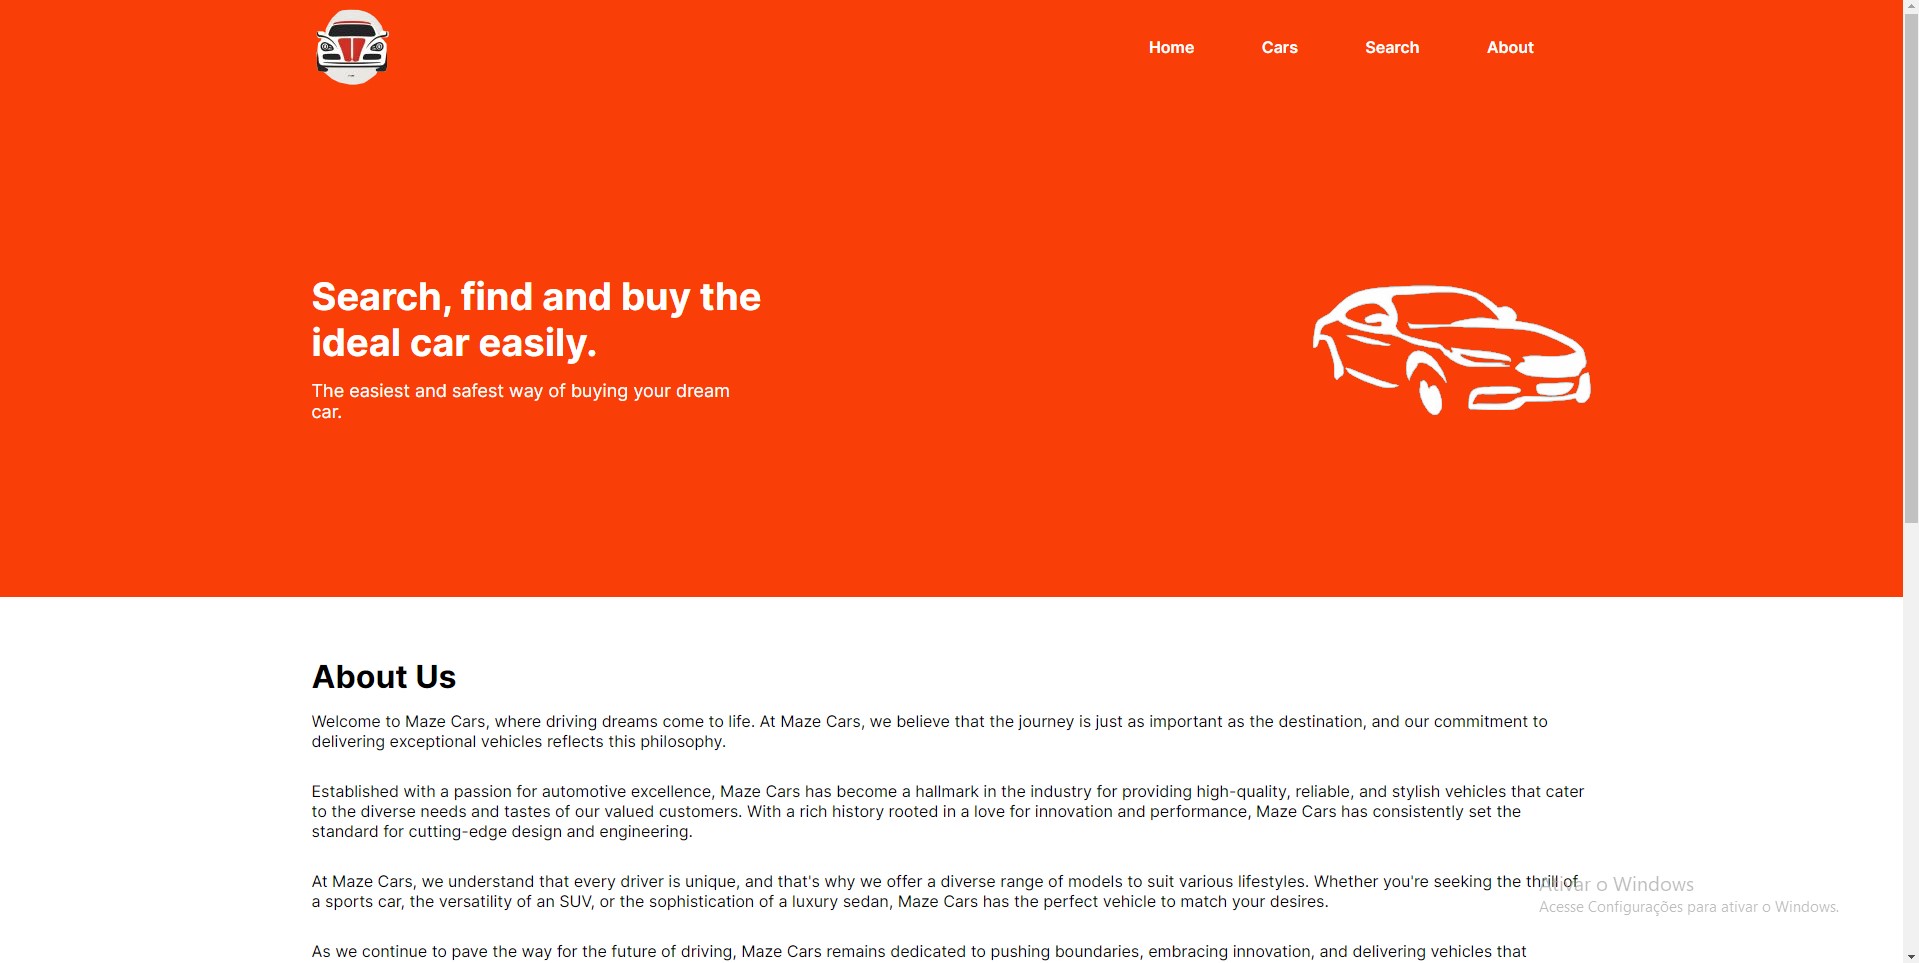 Home Cars Search About
Search, find and buy the
ideal car easily.
The easiest and safest way of buying your dream
car.
About Us
Welcome to Maze Cars, where driving dreams come to life. At Maze Cars, we believe that the journey is just as important as the destination, and our commitment to
delivering exceptional vehicles reflects this philosophy.
Established with a passion for automotive excellence, Maze Cars has become a hallmark in the industry for providing high-quality, reliable, and stylish vehicles that cater
to the diverse needs and tastes of our valued customers. With a rich history rooted in a love for innovation and performance, Maze Cars has consistently set the
standard for cutting-edge design and engineering.
At Maze Cars, we understand that every driver is unique, and that's why we offer a diverse range of models to suit various lifestyles. Whether you're seeking the thrill of
a sports car, the versatility of an SUV, or the sophistication of a luxury sedan, Maze Cars has the perfect vehicle to match your desires.
As we continue to pave the way for the future of driving, Maze Cars remains dedicated to pushing boundaries, embracing innovation, and delivering vehicles that
Ativar o Windows
Acesse Configurações para ativar o Windows.